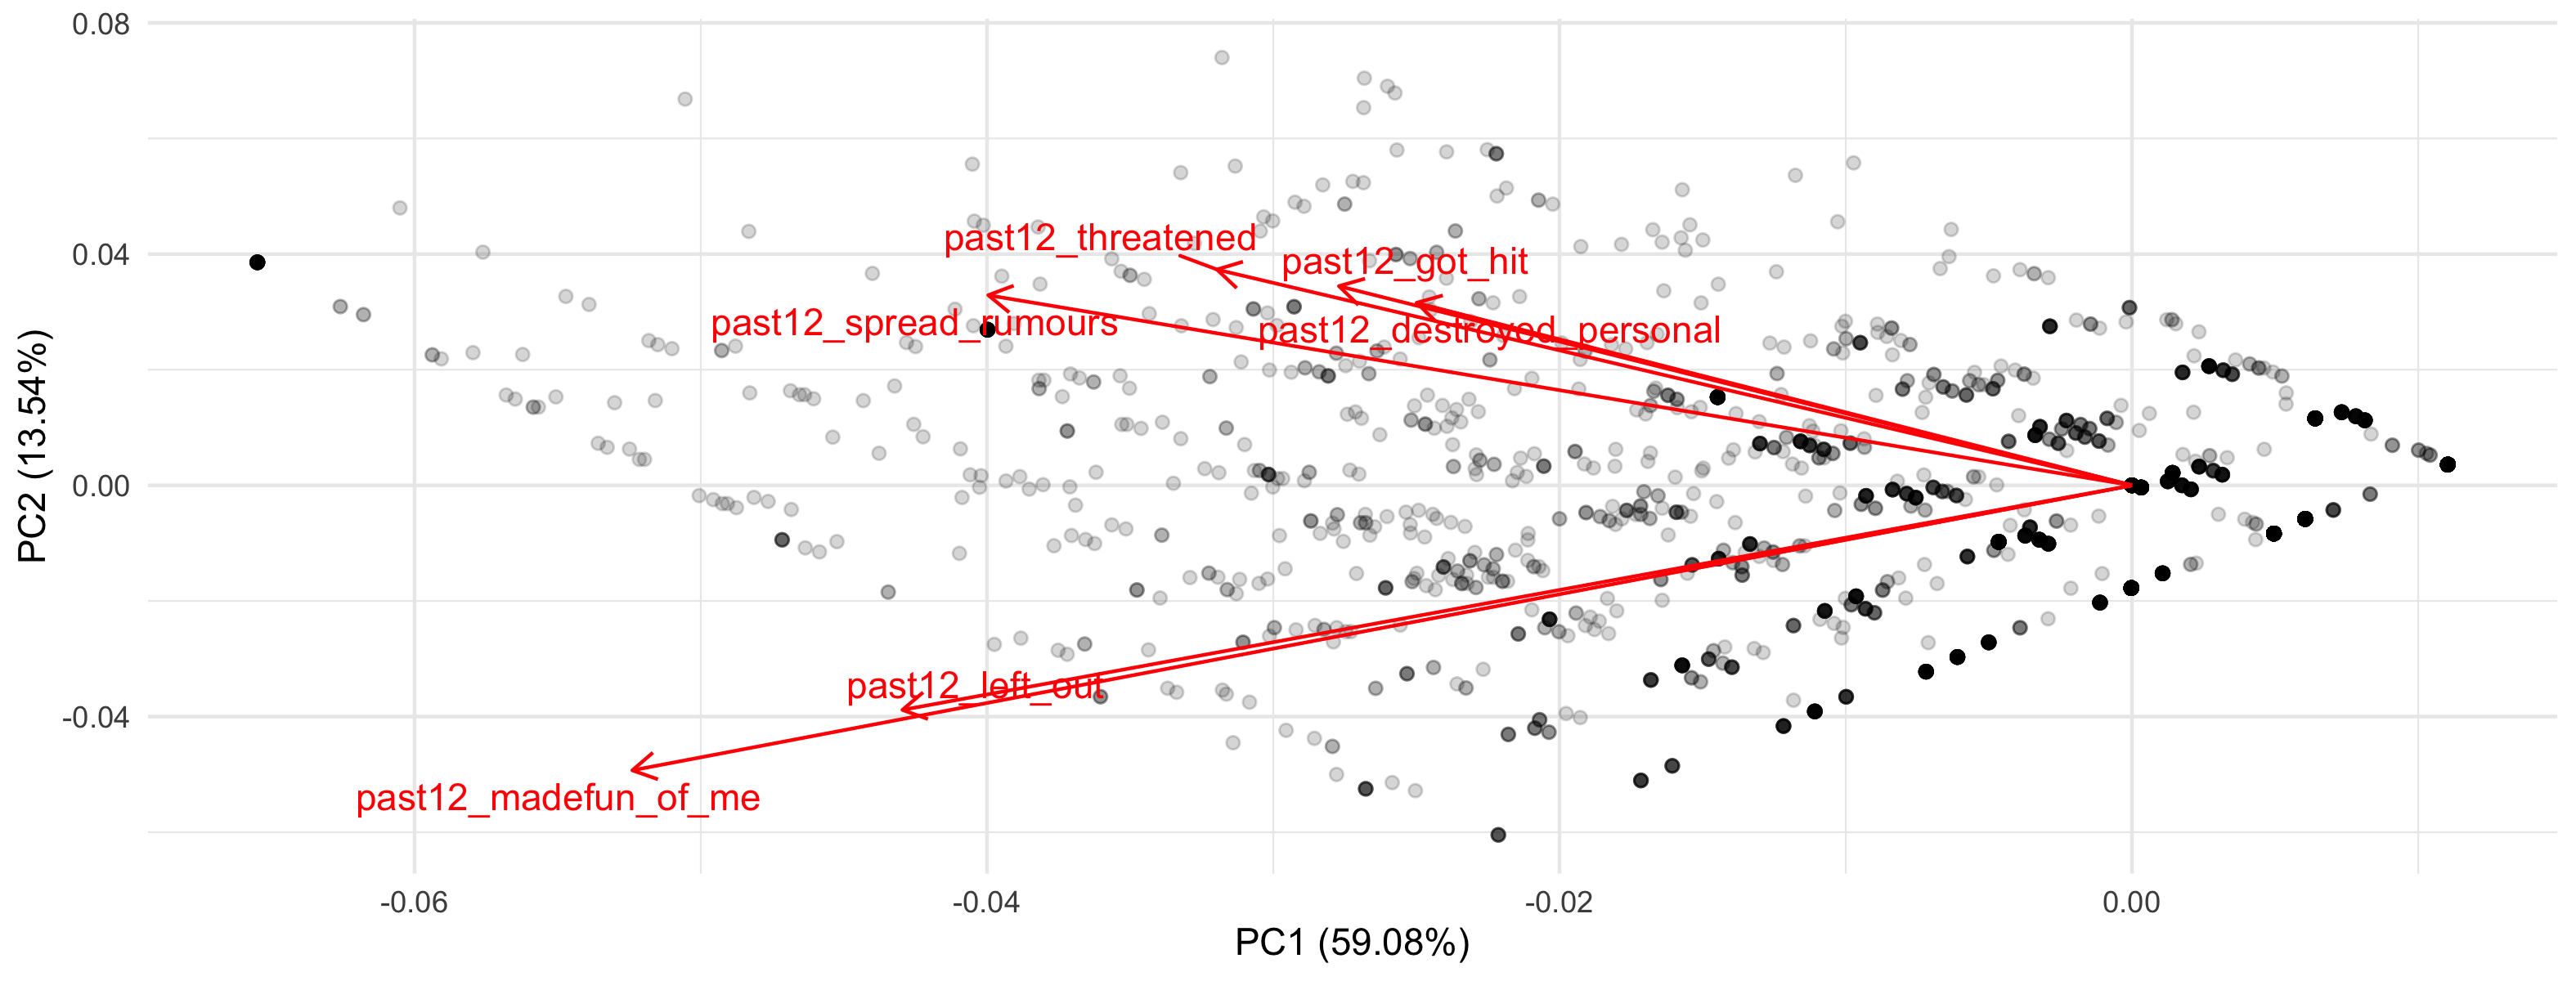 0.08
0.04
0.00
-0.04
PC2 (13.54%)
past12_threatened
past12_got_hit
past12_spread_rumours
past12_destroyed_personal
past12_left_out
past12_madefun_of_me
-0.06
-0.04
-0.02
0.00
PC1 (59.08%)